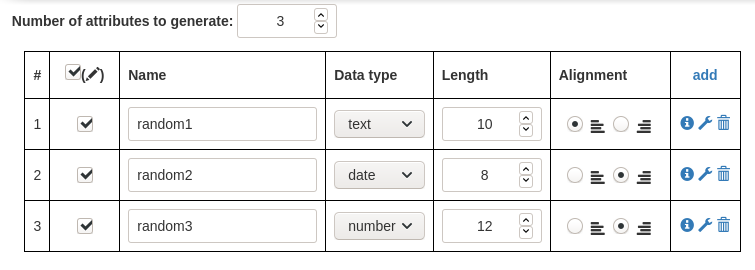 Number of attributes to generate: 3
# () Name Data type Length Alignment add
1 random1 text 10
2 random2 date 8
3 random3 number 12